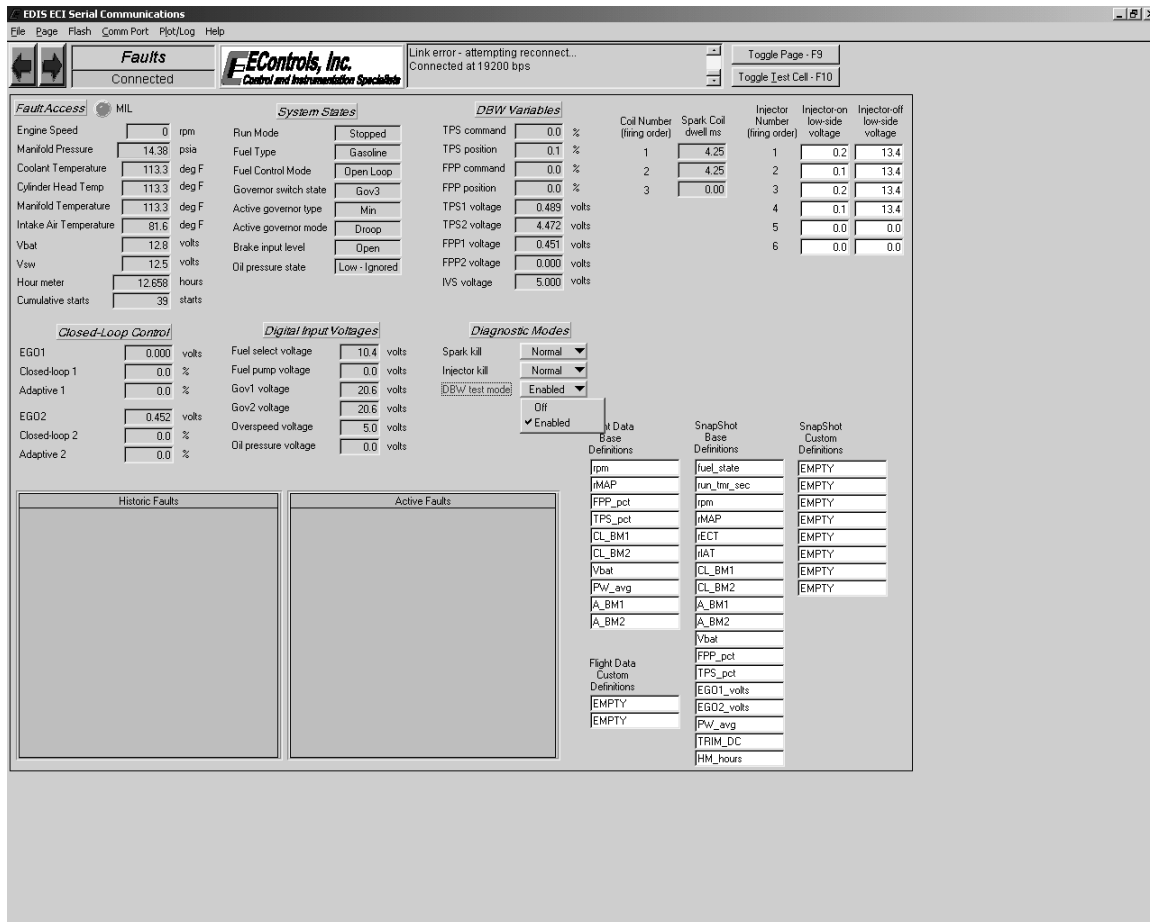 EDIS ECI Serial Communications
File Page Flash Comm Port Plot/Log Help
Faults
Connected
EControls, Inc.
Control and Instrumentation Specialists
Link error - attempting reconnect...
Connected at 19200 bps
Toggle Page - F9
Toggle Test Cell - F10
Fault Access MIL
Engine Speed 0 rpm
Manifold Pressure 14.38 psia
Coolant Temperature 113.3 deg F
Cylinder Head Temp 113.3 deg F
Manifold Temperature 113.3 deg F
Intake Air Temperature 81.6 deg F
Vbat 12.8 volts
Vsw 12.5 volts
Hour meter 12.658 hours
Cumulative starts 39 starts
System States
Run Mode Stopped
Fuel Type Gasoline
Fuel Control Mode Open Loop
Governor switch state Gov3
Active governor type Min
Active governor mode Droop
Brake input level Open
Oil pressure state Low - Ignored
DBW Variables
TPS command 0.0 %
TPS position 0.1 %
FPP command 0.0 %
FPP position 0.0 %
TPS1 voltage 0.489 volts
TPS2 voltage 4.472 volts
FPP1 voltage 0.451 volts
FPP2 voltage 0.000 volts
IVS voltage 5.000 volts
Coil Number Spark Coil
(firing order) dwell ms
1 4.25
2 4.25
3 0.00
Injector Injector-on Injector-off
Number low-side low-side
(firing order) voltage voltage
1 0.2 13.4
2 0.1 13.4
3 0.2 13.4
4 0.1 13.4
5 0.0 0.0
6 0.0 0.0
Closed-Loop Control
EGO1 0.000 volts
Closed-loop 1 0.0 %
Adaptive 1 0.0 %
EGO2 0.452 volts
Closed-loop 2 0.0 %
Adaptive 2 0.0 %
Digital Input Voltages
Fuel select voltage 10.4 volts
Fuel pump voltage 0.0 volts
Gov1 voltage 20.6 volts
Gov2 voltage 20.6 volts
Overspeed voltage 5.0 volts
Oil pressure voltage 0.0 volts
Diagnostic Modes
Spark kill Normal
Injector kill Normal
DBW test mode Enabled
Off
Enabled
Historic Faults
Active Faults
ht Data
Base
Definitions
rpm
rMAP
FPP_pct
TPS_pct
CL_BM1
CL_BM2
Vbat
PW_avg
A_BM1
A_BM2
Flight Data
Custom
Definitions
EMPTY
EMPTY
SnapShot
Base
Definitions
fuel_state
run_tmr_sec
rpm
rMAP
rECT
rIAT
CL_BM1
CL_BM2
A_BM1
A_BM2
Vbat
FPP_pct
TPS_pct
EGO1_volts
EGO2_volts
PW_avg
TRIM_DC
HM_hours
SnapShot
Custom
Definitions
EMPTY
EMPTY
EMPTY
EMPTY
EMPTY
EMPTY
EMPTY
EMPTY